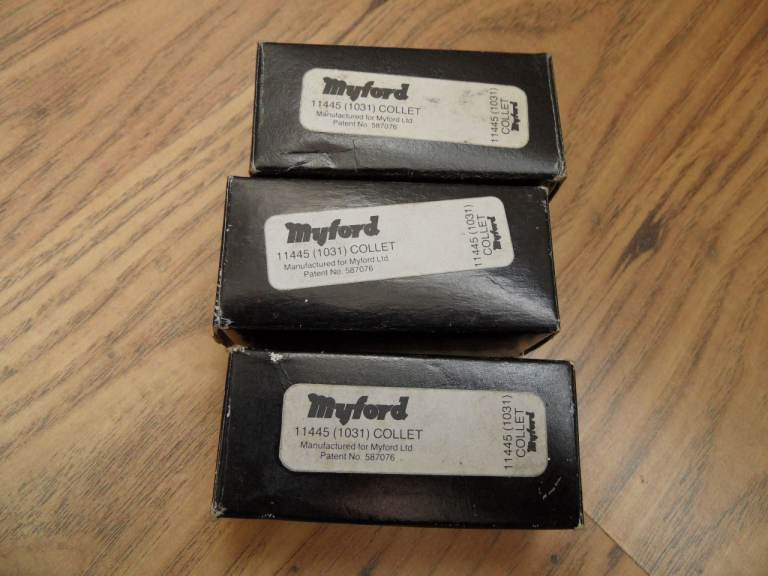 Myford
11445 (1031) COLLET
Manufactured for Myford Ltd.
Patent No. 587076
11445 (1031)
COLLET
Myford
Myford
11445 (1031) COLLET
Manufactured for Myford Ltd.
Patent No. 587076
11445 (1031)
COLLET
Myford
Myford
11445 (1031) COLLET
Manufactured for Myford Ltd
Patent No. 587076
11445 (1031)
COLLET
Myford